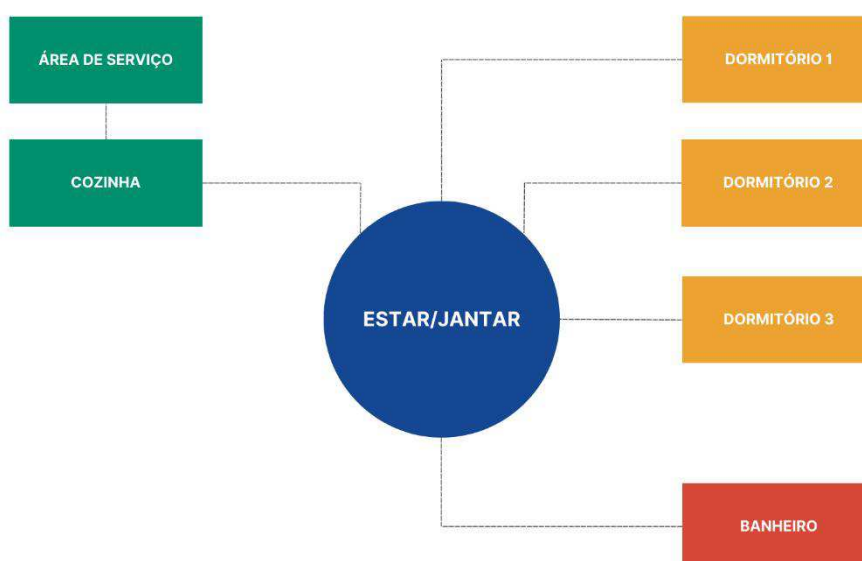 ÁREA DE SERVIÇO
COZINHA
ESTAR/JANTAR
DORMITÓRIO 1
DORMITÓRIO 2
DORMITÓRIO 3
BANHEIRO